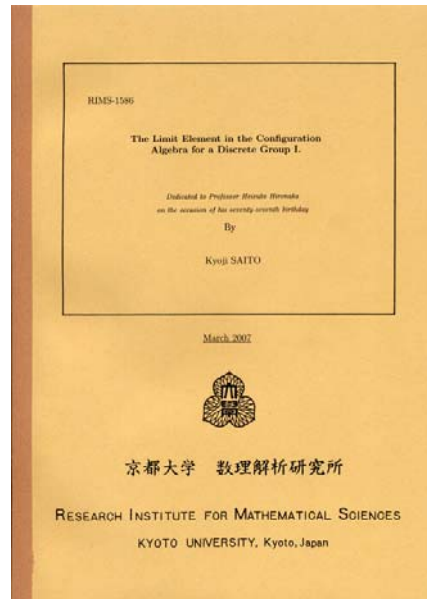 RIMS-1586
The Limit Element in the Configuration
Algebra for a Discrete Group I.
Dedicated to Professor Heisuke Hironaka
on the occasion of his seventy-seventh birthday
By
Kyoji SAITO
March 2007
京都大学 数理解析研究所
RESEARCH INSTITUTE FOR MATHEMATICAL SCIENCES
KYOTO UNIVERSITY, Kyoto, Japan